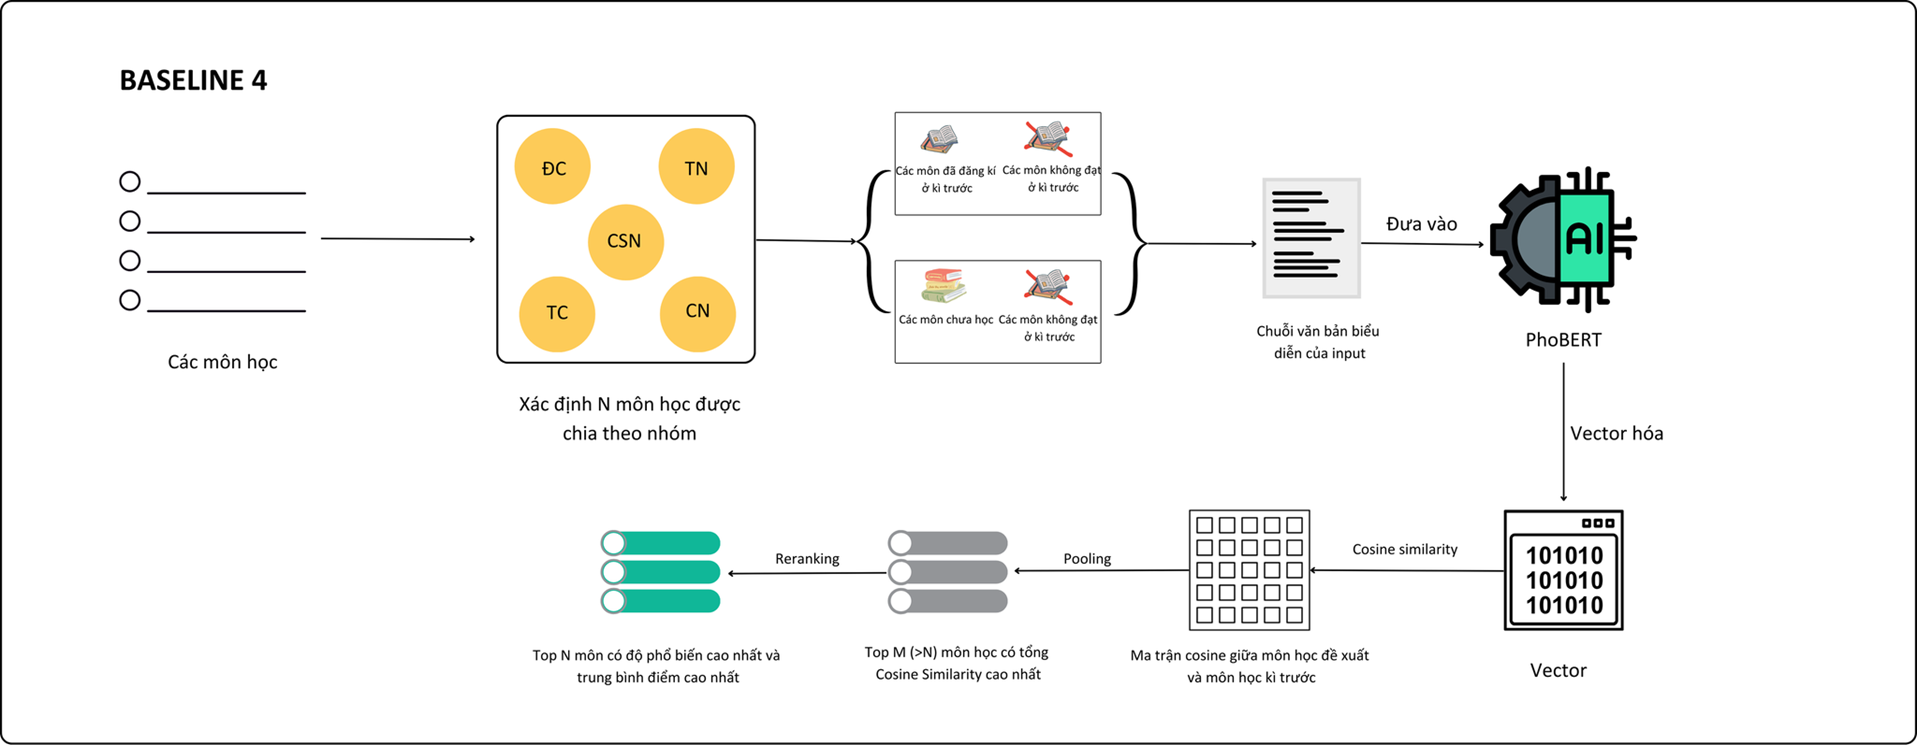 BASELINE 4
Các môn học
ĐC
TN
CSN
TC
CN
Xác định N môn học được
chia theo nhóm
Các môn đã đăng kí
ở kì trước
Các môn không đạt
ở kì trước
Các môn chưa học
Các môn không đạt
ở kì trước
Chuỗi văn bản biểu
diễn của input
Đưa vào
AI
PhoBERT
Vector hóa
101010
101010
101010
Vector
Cosine similarity
Ma trận cosine giữa môn học đề xuất
và môn học kì trước
Pooling
Top M (>N) môn học có tổng
Cosine Similarity cao nhất
Reranking
Top N môn có độ phổ biến cao nhất và
trung bình điểm cao nhất